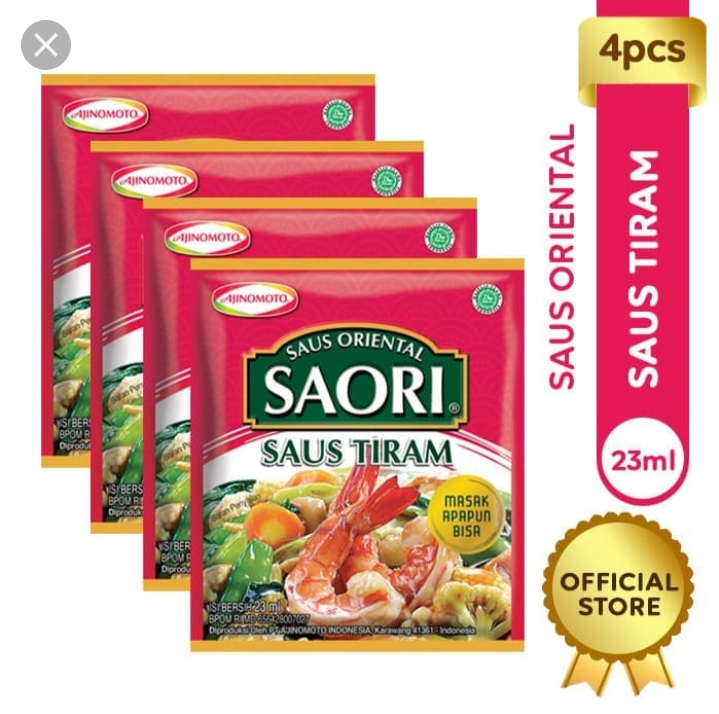 4pcs
SAUS ORIENTAL
SAUS TIRAM
23ml
OFFICIAL
STORE
AJINOMOTO
AJINOMOTO
AJINOMOTO
AJINOMOTO
SAUS ORIENTAL
SAORI®
SAUS TIRAM
MASAK
APAPUN
BISA
ISI BERSIH 23 ml
Diproduksi Oleh PT AJINOMOTO INDONESIA, Karawang 41361 - Indonesia